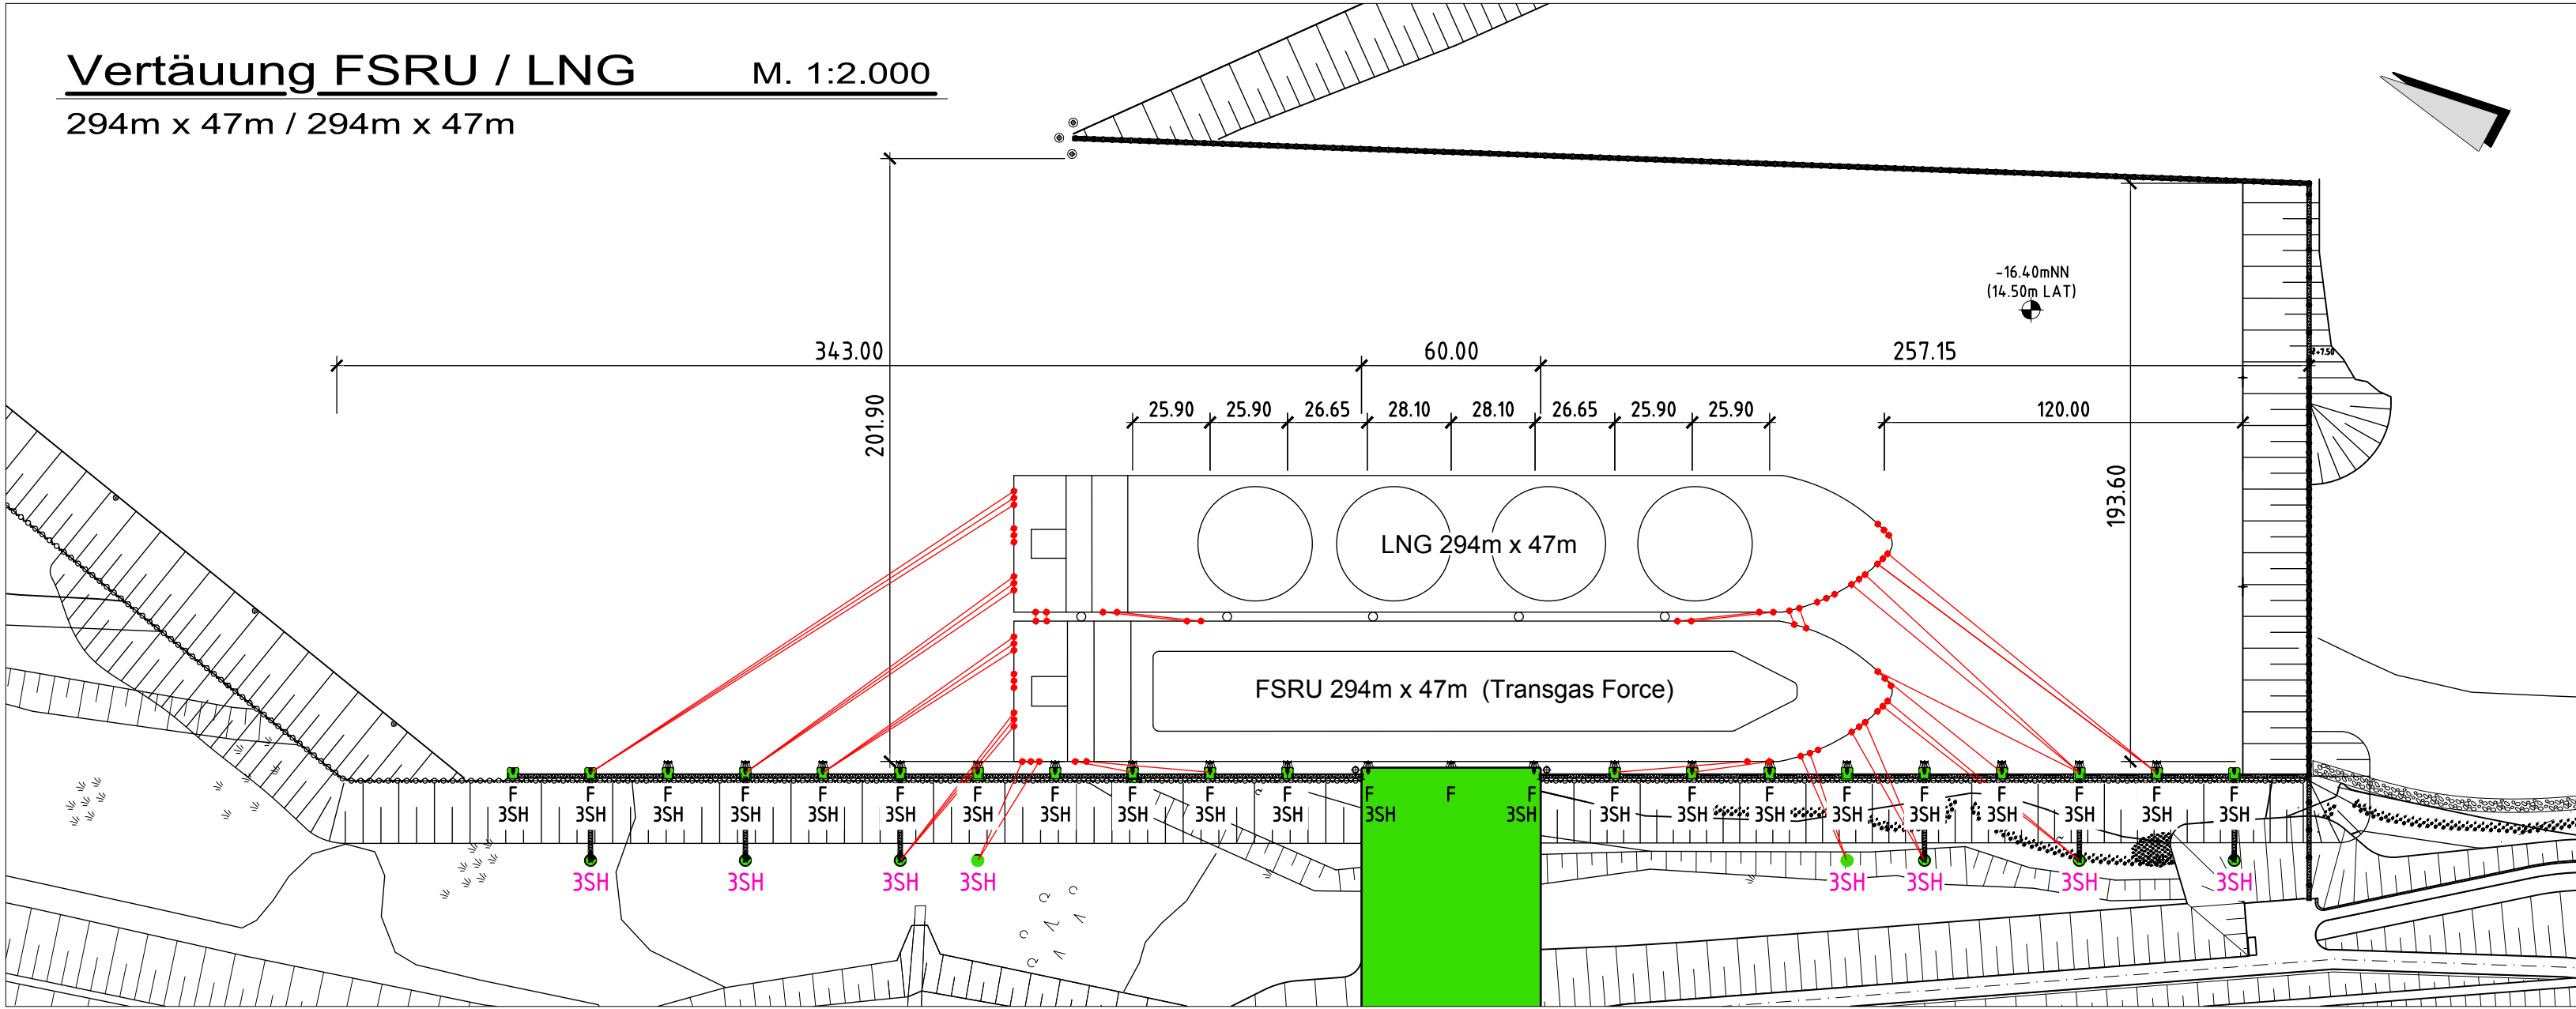 Vertäuung FSRU / LNG M. 1:2.000
294m x 47m / 294m x 47m
-16.40mNN
(14.50m LAT)
343.00 60.00 257.15
+7.50
201.90
25.90 25.90 26.65 28.10 28.10 26.65 25.90 25.90 120.00
193.60
LNG 294m x 47m
FSRU 294m x 47m (Transgas Force)
F F F F F F F F F F F F F F F F F F F F F F F
3SH 3SH 3SH 3SH 3SH 3SH 3SH 3SH 3SH 3SH 3SH 3SH 3SH 3SH 3SH 3SH 3SH 3SH 3SH 3SH 3SH 3SH
3SH 3SH 3SH 3SH 3SH 3SH 3SH 3SH